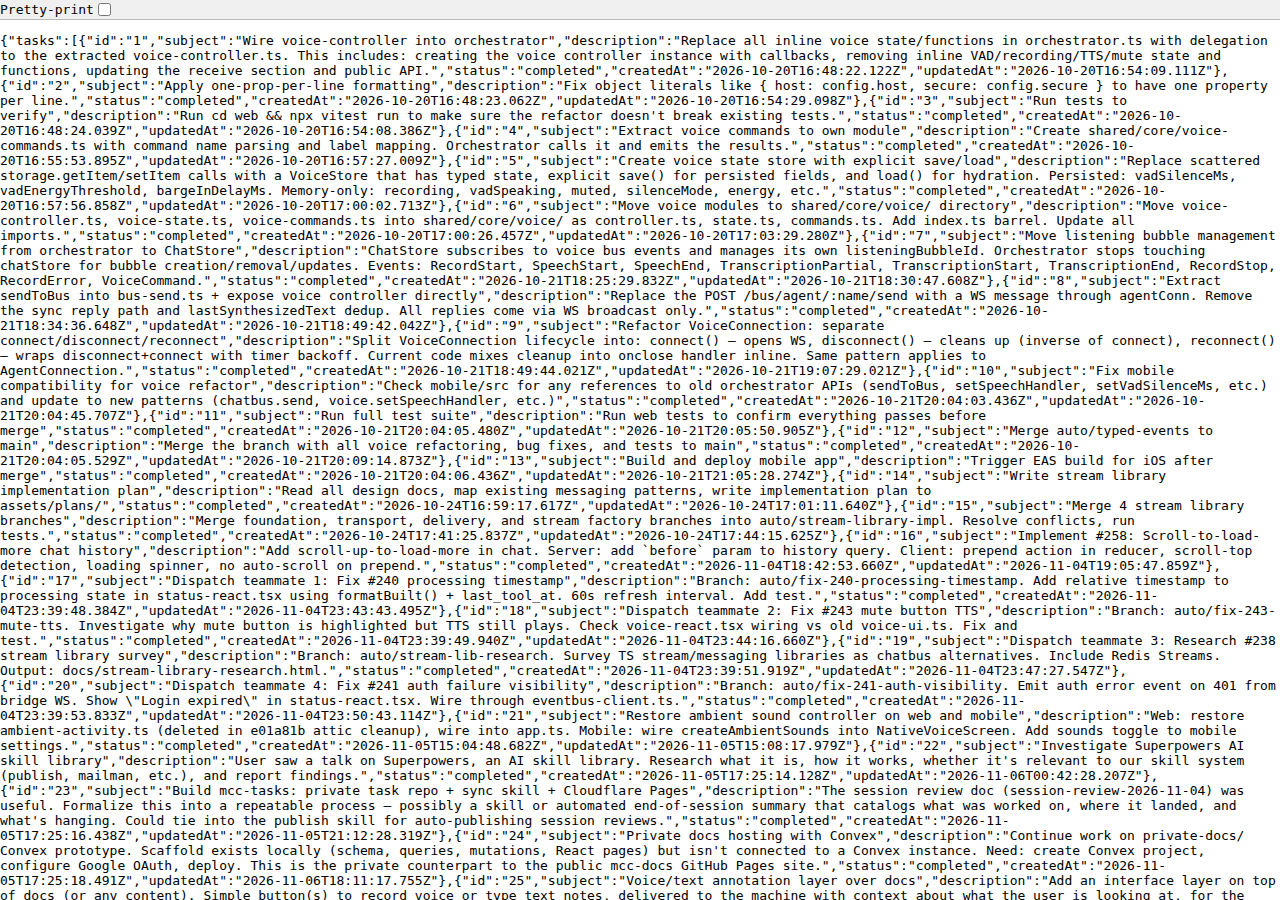 Pretty-print
{"tasks":[{"id":"1","subject":"Wire voice-controller into orchestrator","description":"Replace all inline voice state/functions in orchestrator.ts with delegation
to the extracted voice-controller.ts. This includes: creating the voice controller instance with callbacks, removing inline VAD/recording/TTS/mute state and
functions, updating the receive section and public API.","status":"completed","createdAt":"2026-10-20T16:48:22.122Z","updatedAt":"2026-10-20T16:54:09.111Z"},
{"id":"2","subject":"Apply one-prop-per-line formatting","description":"Fix object literals like { host: config.host, secure: config.secure } to have one property
per line.","status":"completed","createdAt":"2026-10-20T16:48:23.062Z","updatedAt":"2026-10-20T16:54:29.098Z"},{"id":"3","subject":"Run tests to
verify","description":"Run cd web && npx vitest run to make sure the refactor doesn't break existing tests.","status":"completed","createdAt":"2026-10-
20T16:48:24.039Z","updatedAt":"2026-10-20T16:54:08.386Z"},{"id":"4","subject":"Extract voice commands to own module","description":"Create shared/core/voice-
commands.ts with command name parsing and label mapping. Orchestrator calls it and emits the results.","status":"completed","createdAt":"2026-10-
20T16:55:53.895Z","updatedAt":"2026-10-20T16:57:27.009Z"},{"id":"5","subject":"Create voice state store with explicit save/load","description":"Replace scattered
storage.getItem/setItem calls with a VoiceStore that has typed state, explicit save() for persisted fields, and load() for hydration. Persisted: vadSilenceMs,
vadEnergyThreshold, bargeInDelayMs. Memory-only: recording, vadSpeaking, muted, silenceMode, energy, etc.","status":"completed","createdAt":"2026-10-
20T16:57:56.858Z","updatedAt":"2026-10-20T17:00:02.713Z"},{"id":"6","subject":"Move voice modules to shared/core/voice/ directory","description":"Move voice-
controller.ts, voice-state.ts, voice-commands.ts into shared/core/voice/ as controller.ts, state.ts, commands.ts. Add index.ts barrel. Update all
imports.","status":"completed","createdAt":"2026-10-20T17:00:26.457Z","updatedAt":"2026-10-20T17:03:29.280Z"},{"id":"7","subject":"Move listening bubble management
from orchestrator to ChatStore","description":"ChatStore subscribes to voice bus events and manages its own listeningBubbleId. Orchestrator stops touching
chatStore for bubble creation/removal/updates. Events: RecordStart, SpeechStart, SpeechEnd, TranscriptionPartial, TranscriptionStart, TranscriptionEnd, RecordStop,
RecordError, VoiceCommand.","status":"completed","createdAt":"2026-10-21T18:25:29.832Z","updatedAt":"2026-10-21T18:30:47.608Z"},{"id":"8","subject":"Extract
sendToBus into bus-send.ts + expose voice controller directly","description":"Replace the POST /bus/agent/:name/send with a WS message through agentConn. Remove
the sync reply path and lastSynthesizedText dedup. All replies come via WS broadcast only.","status":"completed","createdAt":"2026-10-
21T18:34:36.648Z","updatedAt":"2026-10-21T18:49:42.042Z"},{"id":"9","subject":"Refactor VoiceConnection: separate
connect/disconnect/reconnect","description":"Split VoiceConnection lifecycle into: connect() — opens WS, disconnect() — cleans up (inverse of connect), reconnect()
— wraps disconnect+connect with timer backoff. Current code mixes cleanup into onclose handler inline. Same pattern applies to
AgentConnection.","status":"completed","createdAt":"2026-10-21T18:49:44.021Z","updatedAt":"2026-10-21T19:07:29.021Z"},{"id":"10","subject":"Fix mobile
compatibility for voice refactor","description":"Check mobile/src for any references to old orchestrator APIs (sendToBus, setSpeechHandler, setVadSilenceMs, etc.)
and update to new patterns (chatbus.send, voice.setSpeechHandler, etc.)","status":"completed","createdAt":"2026-10-21T20:04:03.436Z","updatedAt":"2026-10-
21T20:04:45.707Z"},{"id":"11","subject":"Run full test suite","description":"Run web tests to confirm everything passes before
merge","status":"completed","createdAt":"2026-10-21T20:04:05.480Z","updatedAt":"2026-10-21T20:05:50.905Z"},{"id":"12","subject":"Merge auto/typed-events to
main","description":"Merge the branch with all voice refactoring, bug fixes, and tests to main","status":"completed","createdAt":"2026-10-
21T20:04:05.529Z","updatedAt":"2026-10-21T20:09:14.873Z"},{"id":"13","subject":"Build and deploy mobile app","description":"Trigger EAS build for iOS after
merge","status":"completed","createdAt":"2026-10-21T20:04:06.436Z","updatedAt":"2026-10-21T21:05:28.274Z"},{"id":"14","subject":"Write stream library
implementation plan","description":"Read all design docs, map existing messaging patterns, write implementation plan to
assets/plans/","status":"completed","createdAt":"2026-10-24T16:59:17.617Z","updatedAt":"2026-10-24T17:01:11.640Z"},{"id":"15","subject":"Merge 4 stream library
branches","description":"Merge foundation, transport, delivery, and stream factory branches into auto/stream-library-impl. Resolve conflicts, run
tests.","status":"completed","createdAt":"2026-10-24T17:41:25.837Z","updatedAt":"2026-10-24T17:44:15.625Z"},{"id":"16","subject":"Implement #258: Scroll-to-load-
more chat history","description":"Add scroll-up-to-load-more in chat. Server: add `before` param to history query. Client: prepend action in reducer, scroll-top
detection, loading spinner, no auto-scroll on prepend.","status":"completed","createdAt":"2026-11-04T18:42:53.660Z","updatedAt":"2026-11-04T19:05:47.859Z"},
{"id":"17","subject":"Dispatch teammate 1: Fix #240 processing timestamp","description":"Branch: auto/fix-240-processing-timestamp. Add relative timestamp to
processing state in status-react.tsx using formatBuilt() + last_tool_at. 60s refresh interval. Add test.","status":"completed","createdAt":"2026-11-
04T23:39:48.384Z","updatedAt":"2026-11-04T23:43:43.495Z"},{"id":"18","subject":"Dispatch teammate 2: Fix #243 mute button TTS","description":"Branch: auto/fix-243-
mute-tts. Investigate why mute button is highlighted but TTS still plays. Check voice-react.tsx wiring vs old voice-ui.ts. Fix and
test.","status":"completed","createdAt":"2026-11-04T23:39:49.940Z","updatedAt":"2026-11-04T23:44:16.660Z"},{"id":"19","subject":"Dispatch teammate 3: Research #238
stream library survey","description":"Branch: auto/stream-lib-research. Survey TS stream/messaging libraries as chatbus alternatives. Include Redis Streams.
Output: docs/stream-library-research.html.","status":"completed","createdAt":"2026-11-04T23:39:51.919Z","updatedAt":"2026-11-04T23:47:27.547Z"},
{"id":"20","subject":"Dispatch teammate 4: Fix #241 auth failure visibility","description":"Branch: auto/fix-241-auth-visibility. Emit auth error event on 401 from
bridge WS. Show \"Login expired\" in status-react.tsx. Wire through eventbus-client.ts.","status":"completed","createdAt":"2026-11-
04T23:39:53.833Z","updatedAt":"2026-11-04T23:50:43.114Z"},{"id":"21","subject":"Restore ambient sound controller on web and mobile","description":"Web: restore
ambient-activity.ts (deleted in e01a81b attic cleanup), wire into app.ts. Mobile: wire createAmbientSounds into NativeVoiceScreen. Add sounds toggle to mobile
settings.","status":"completed","createdAt":"2026-11-05T15:04:48.682Z","updatedAt":"2026-11-05T15:08:17.979Z"},{"id":"22","subject":"Investigate Superpowers AI
skill library","description":"User saw a talk on Superpowers, an AI skill library. Research what it is, how it works, whether it's relevant to our skill system
(publish, mailman, etc.), and report findings.","status":"completed","createdAt":"2026-11-05T17:25:14.128Z","updatedAt":"2026-11-06T00:42:28.207Z"},
{"id":"23","subject":"Build mcc-tasks: private task repo + sync skill + Cloudflare Pages","description":"The session review doc (session-review-2026-11-04) was
useful. Formalize this into a repeatable process — possibly a skill or automated end-of-session summary that catalogs what was worked on, where it landed, and
what's hanging. Could tie into the publish skill for auto-publishing session reviews.","status":"completed","createdAt":"2026-11-
05T17:25:16.438Z","updatedAt":"2026-11-05T21:12:28.319Z"},{"id":"24","subject":"Private docs hosting with Convex","description":"Continue work on private-docs/
Convex prototype. Scaffold exists locally (schema, queries, mutations, React pages) but isn't connected to a Convex instance. Need: create Convex project,
configure Google OAuth, deploy. This is the private counterpart to the public mcc-docs GitHub Pages site.","status":"completed","createdAt":"2026-11-
05T17:25:18.491Z","updatedAt":"2026-11-06T18:11:17.755Z"},{"id":"25","subject":"Voice/text annotation layer over docs","description":"Add an interface layer on top
of docs (or any content). Simple button(s) to record voice or type text notes, delivered to the machine with context about what the user is looking at, for the